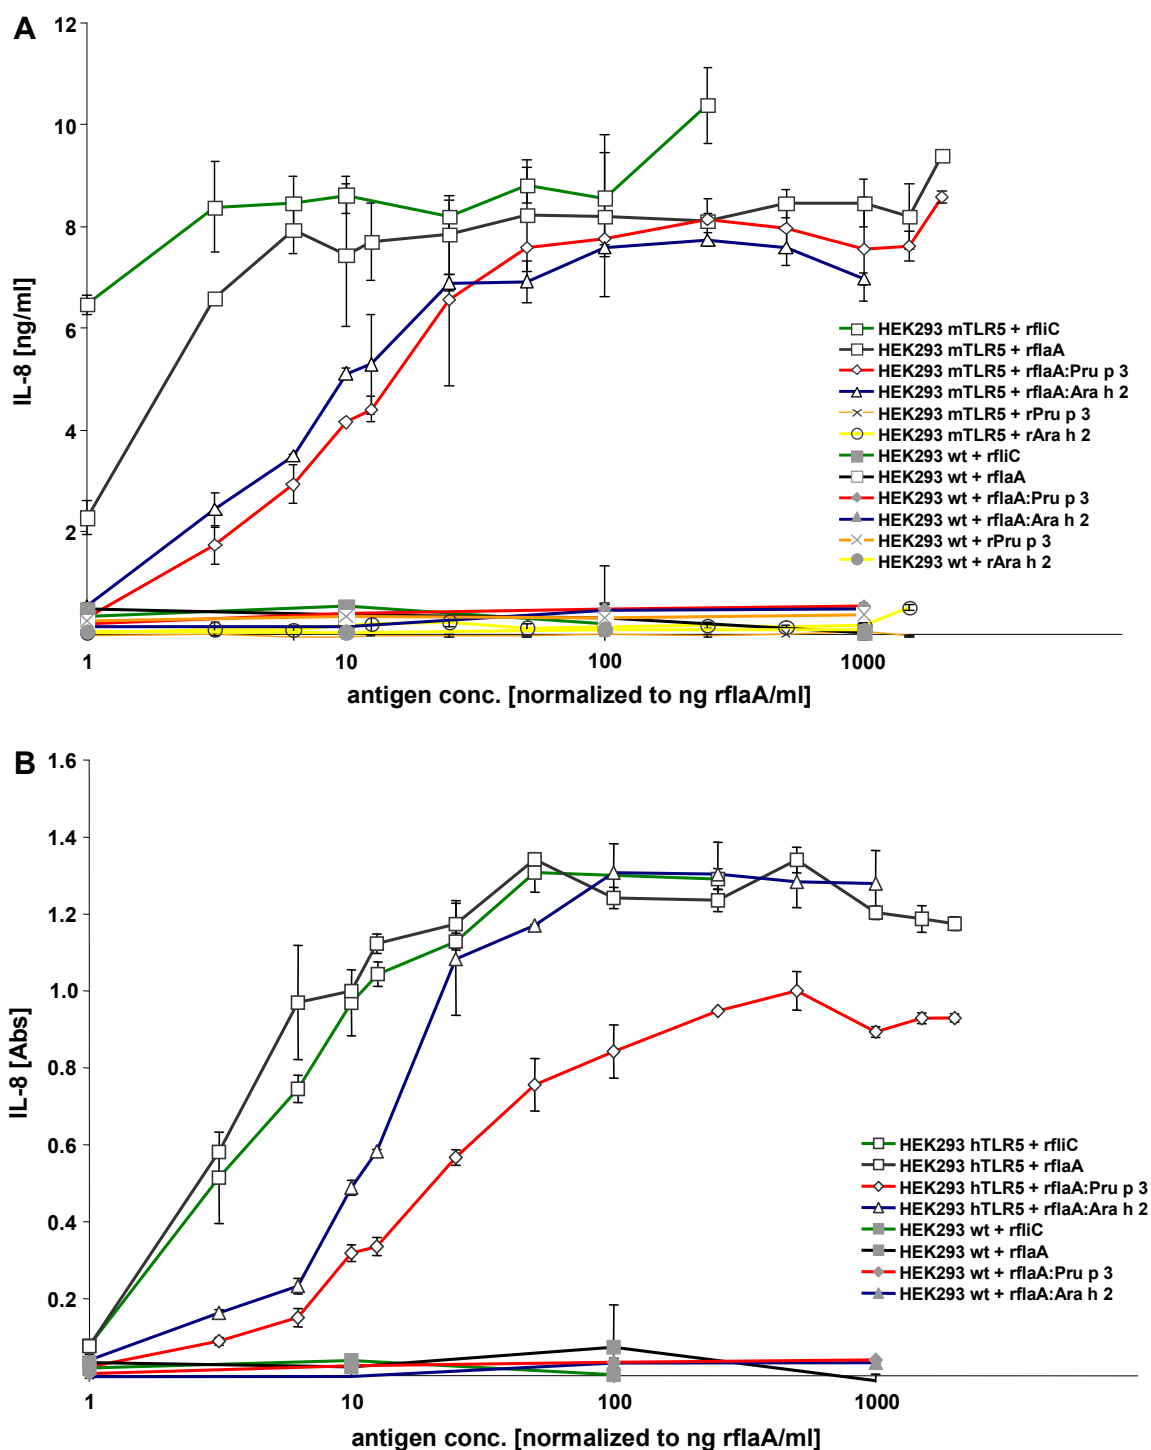 A
12
10
8
6
4
2
IL-8 [ng/ml]
HEK293 mTLR5 + rfliC
HEK293 mTLR5 + rflaA
HEK293 mTLR5 + rflaA:Pru p 3
HEK293 mTLR5 + rflaA:Ara h 2
HEK293 mTLR5 + rPru p 3
HEK293 mTLR5 + rAra h 2
HEK293 wt + rfliC
HEK293 wt + rflaA
HEK293 wt + rflaA:Pru p 3
HEK293 wt + rflaA:Ara h 2
HEK293 wt + rPru p 3
HEK293 wt + rAra h 2
1 10 100 1000
antigen conc. [normalized to ng rflaA/ml]
B
1.6
1.4
1.2
1.0
0.8
0.6
0.4
0.2
IL-8 [Abs]
HEK293 hTLR5 + rfliC
HEK293 hTLR5 + rflaA
HEK293 hTLR5 + rflaA:Pru p 3
HEK293 hTLR5 + rflaA:Ara h 2
HEK293 wt + rfliC
HEK293 wt + rflaA
HEK293 wt + rflaA:Pru p 3
HEK293 wt + rflaA:Ara h 2
1 10 100 1000
antigen conc. [normalized to ng rflaA/ml]